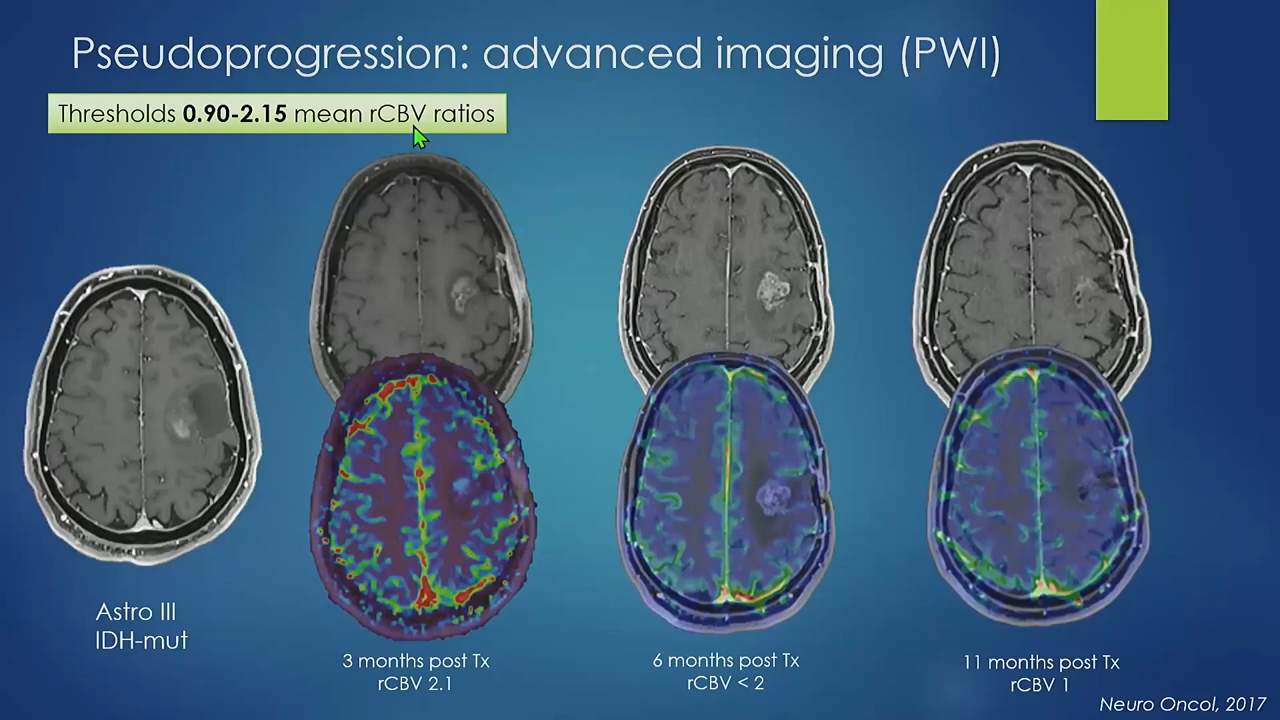 Pseudoprogression: advanced imaging (PWI)
Thresholds 0.90-2.15 mean rCBV ratios
Astro III
IDH-mut
3 months post Tx
rCBV 2.1
6 months post Tx
rCBV < 2
11 months post Tx
rCBV 1
Neuro Oncol, 2017